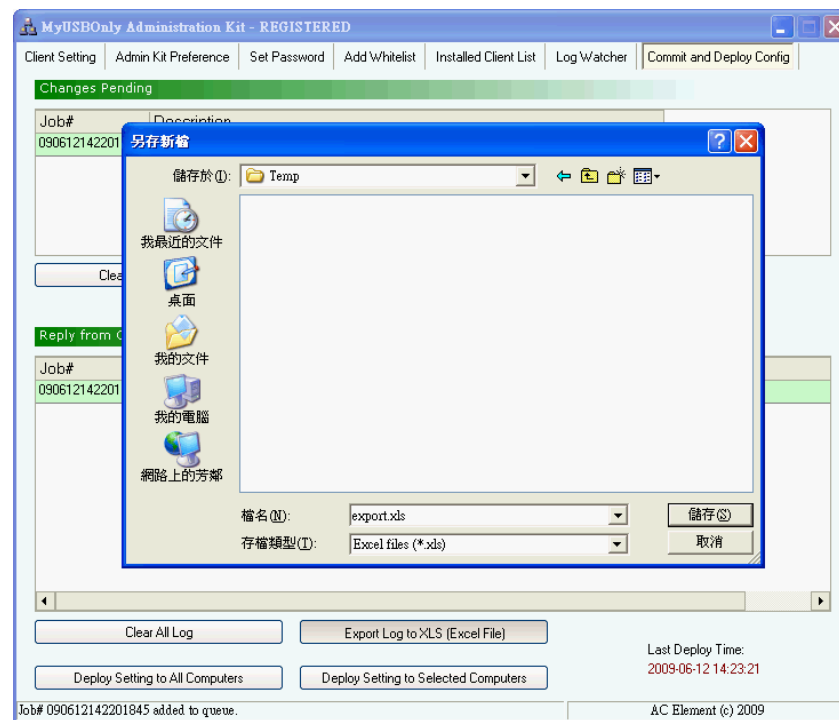 MyUSBOnly Administration Kit - REGISTERED
Client Setting Admin Kit Preference Set Password Add Whitelist Installed Client List Log Watcher Commit and Deploy Config
Changes Pending
Job# Description
090612142201
另存新檔
儲存於(I): Temp
我最近的文件
桌面
我的文件
我的電腦
網路上的芳鄰
檔名(N): export.xls 儲存(S)
存檔類型(T): Excel files (*.xls) 取消
Clea
Reply from
Job#
090612142201
Clear All Log Export Log to XLS (Excel File)
Last Deploy Time:
2009-06-12 14:23:21
Deploy Setting to All Computers Deploy Setting to Selected Computers
Job# 090612142201845 added to queue. AC Element (c) 2009